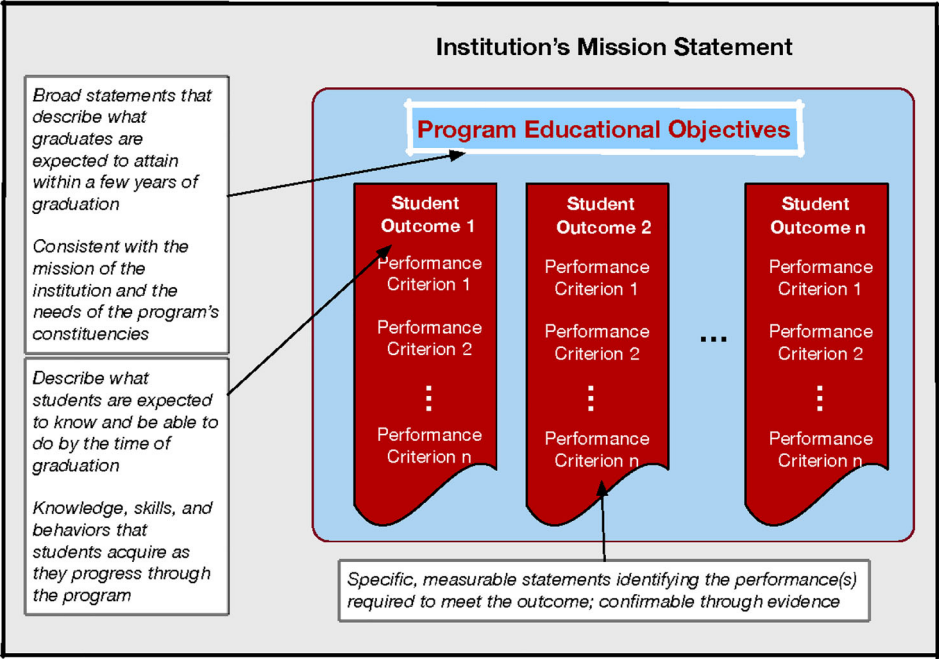 Institution's Mission Statement
Broad statements that
describe what
graduates are
expected to attain
within a few years of
graduation
Consistent with the
mission of the
institution and the
needs of the program's
constituencies
Describe what
students are expected
to know and be able to
do by the time of
graduation
Knowledge, skills, and
behaviors that
students acquire as
they progress through
the program
Program Educational Objectives
Student
Outcome 1
Performance
Criterion 1
Performance
Criterion 2
⋮
Performance
Criterion n
Student
Outcome 2
Performance
Criterion 1
Performance
Criterion 2
⋮
Performance
Criterion n
...
Student
Outcome n
Performance
Criterion 1
Performance
Criterion 2
⋮
Performance
Criterion n
Specific, measurable statements identifying the performance(s)
required to meet the outcome; confirmable through evidence